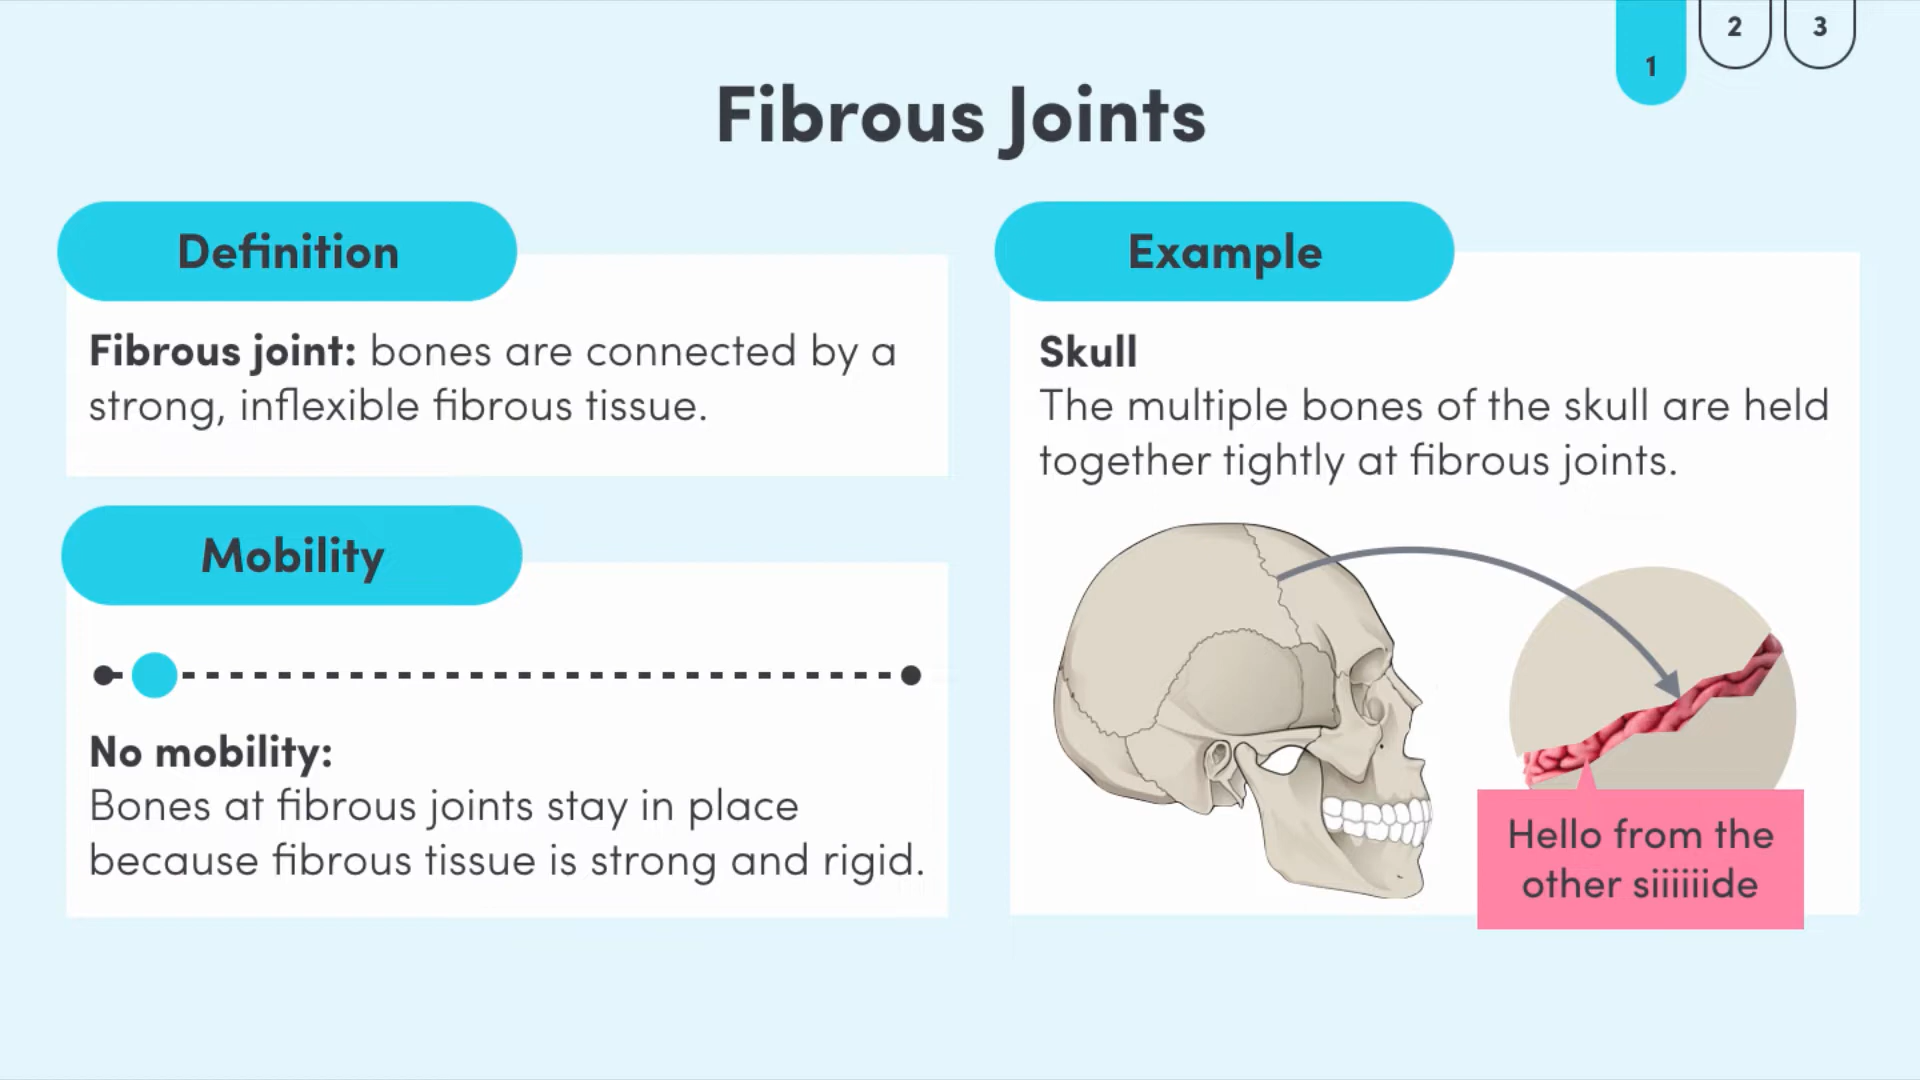 1
2
3
Fibrous Joints
Definition
Fibrous joint: bones are connected by a
strong, inflexible fibrous tissue.
Mobility
No mobility:
Bones at fibrous joints stay in place
because fibrous tissue is strong and rigid.
Example
Skull
The multiple bones of the skull are held
together tightly at fibrous joints.
Hello from the
other siiiiiide